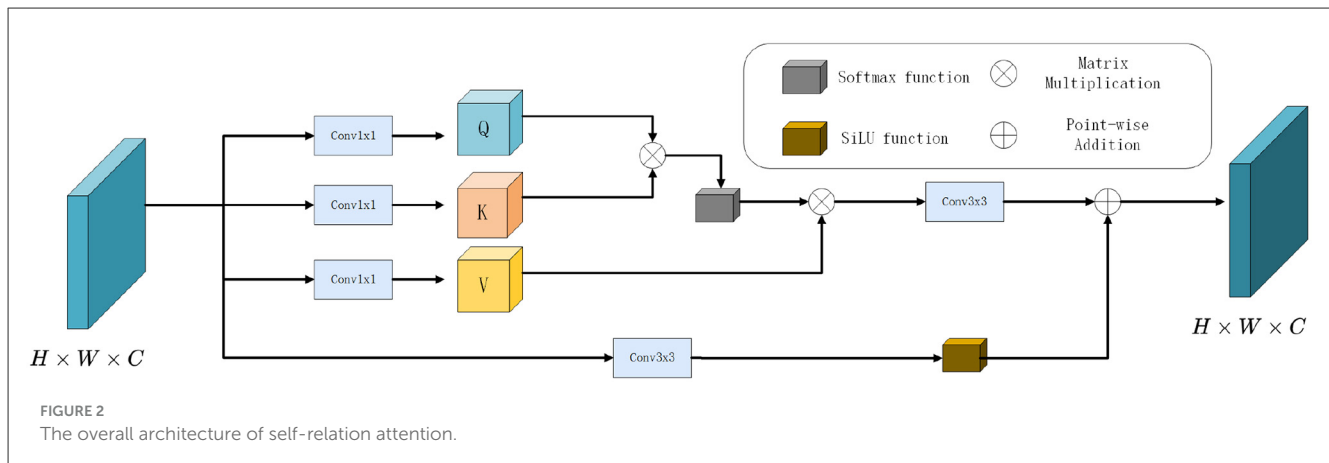 Softmax function
Matrix
Multiplication
SiLU function
Point-wise
Addition
Conv1x1
Q
Conv1x1
K
Conv3x3
Conv1x1
V
H × W × C
Conv3x3
H × W × C
FIGURE 2
The overall architecture of self-relation attention.